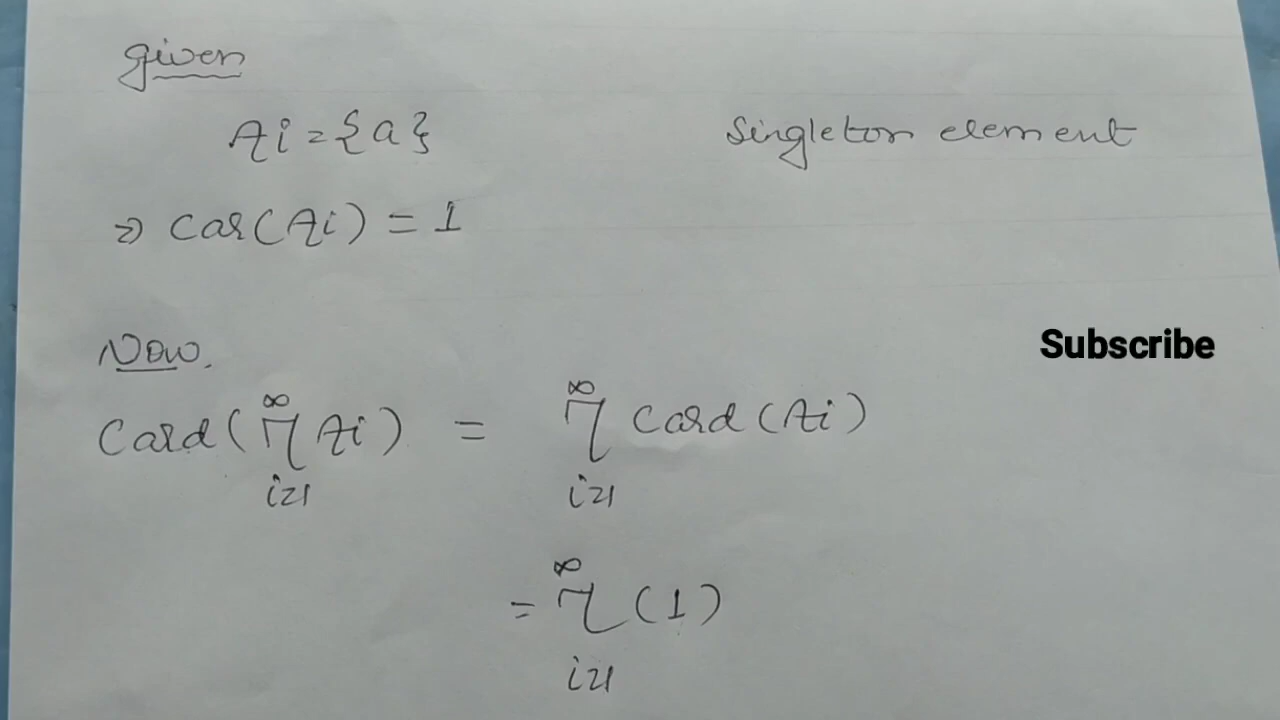 given
Ai = {a} Singleton element
⇒ Car(Ai) = 1
Now.
Subscribe
Card(∞π i=1 Ai) = ∞π i=1 Card(Ai)
= ∞π i=1 (1)